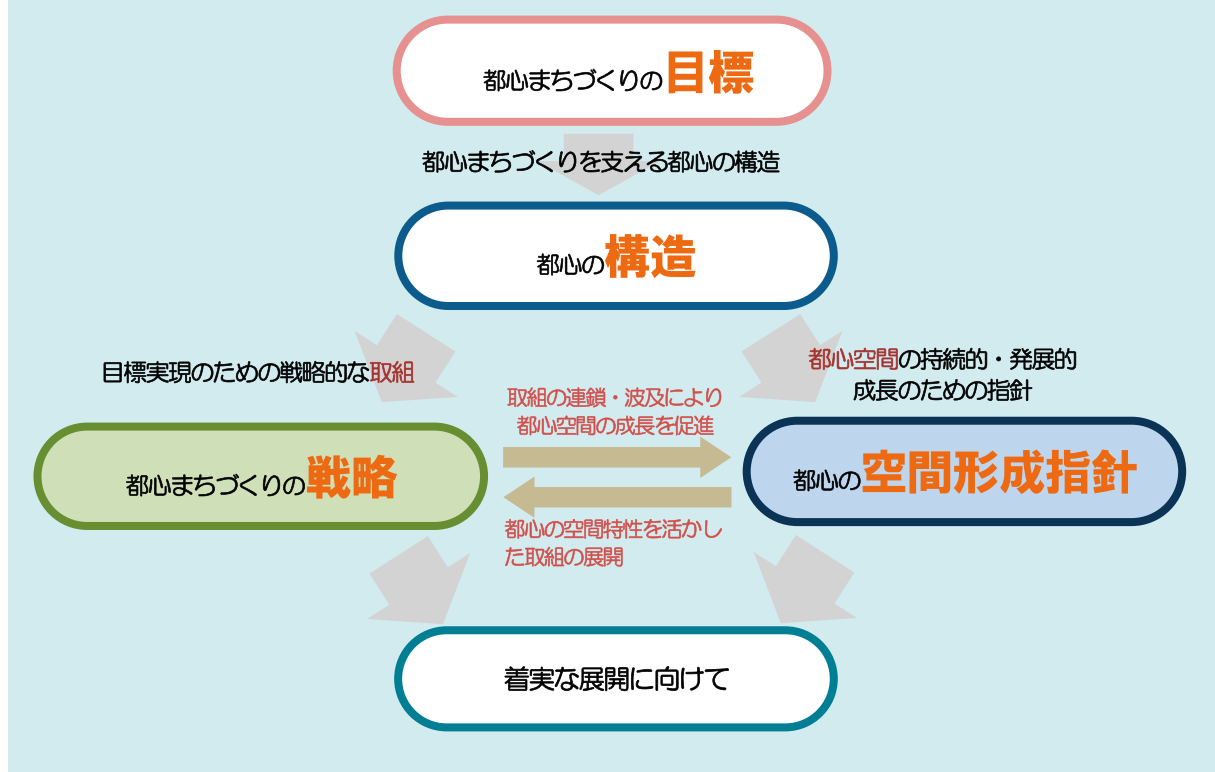 都心まちづくりの目標
都心まちづくりを支える都心の構造
都心の構造
目標実現のための戦略的な取組
都心空間の持続的・発展的
成長のための指針
取組の連鎖・波及により
都心空間の成長を促進
都心まちづくりの戦略
都心の空間形成指針
都心の空間特性を活かし
た取組の展開
着実な展開に向けて